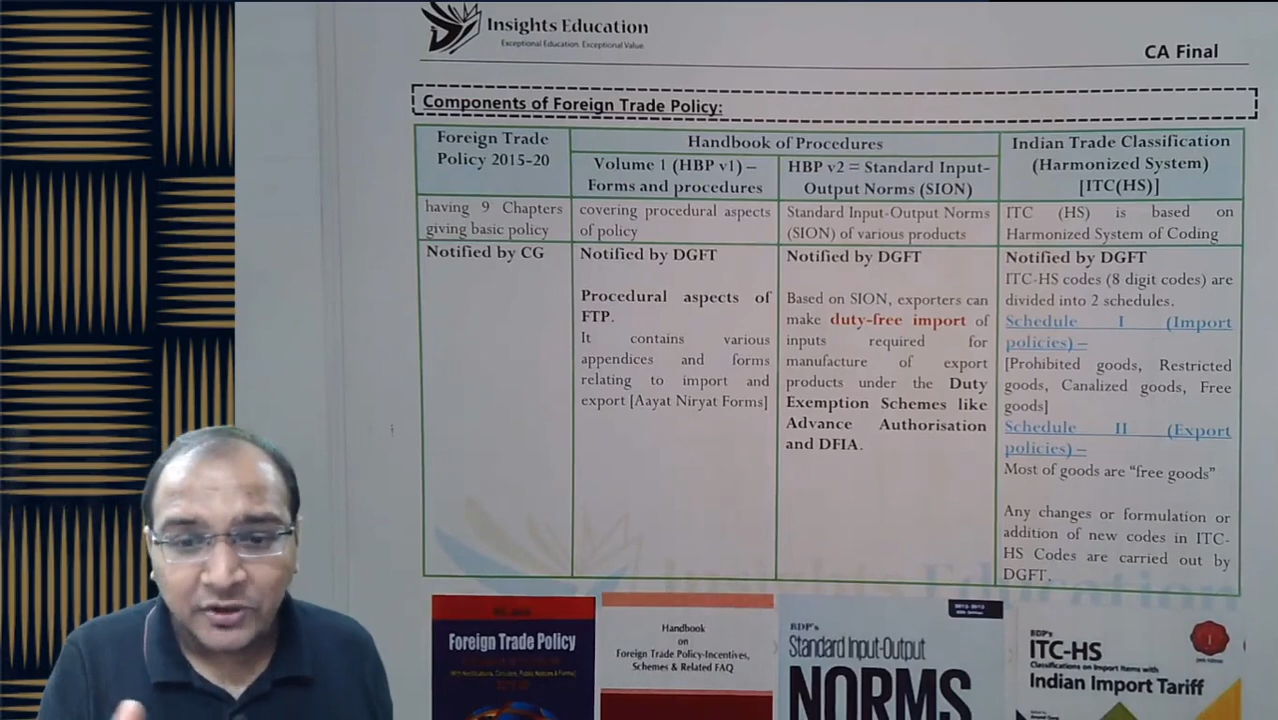 Insights Education
Exceptional Education. Exceptional Value.
CA Final
Components of Foreign Trade Policy:
Foreign Trade
Policy 2015-20
Handbook of Procedures
Volume 1 (HBP v1) –
Forms and procedures
HBP v2 = Standard Input-
Output Norms (SION)
Indian Trade Classification
(Harmonized System)
[ITC(HS)]
having 9 Chapters
giving basic policy
covering procedural aspects
of policy
Standard Input-Output Norms
(SION) of various products
ITC (HS) is based on
Harmonized System of Coding
Notified by CG
Notified by DGFT
Procedural aspects of
FTP.
It contains various
appendices and forms
relating to import and
export [Aayat Niryat Forms]
Notified by DGFT
Based on SION, exporters can
make duty-free import of
inputs required for
manufacture of export
products under the Duty
Exemption Schemes like
Advance Authorisation
and DFIA.
Notified by DGFT
ITC-HS codes (8 digit codes) are
divided into 2 schedules.
Schedule I (Import
policies) –
[Prohibited goods, Restricted
goods, Canalized goods, Free
goods]
Schedule II (Export
policies) –
Most of goods are “free goods”
Any changes or formulation or
addition of new codes in ITC-
HS Codes are carried out by
DGFT.
Insights Education
Foreign Trade Policy
Handbook
on
Foreign Trade Policy-Incentives,
Schemes & Related FAQ
BDP's
Standard Input-Output
NORMS
BDP's
ITC-HS
Classifications on Import Items with
Indian Import Tariff